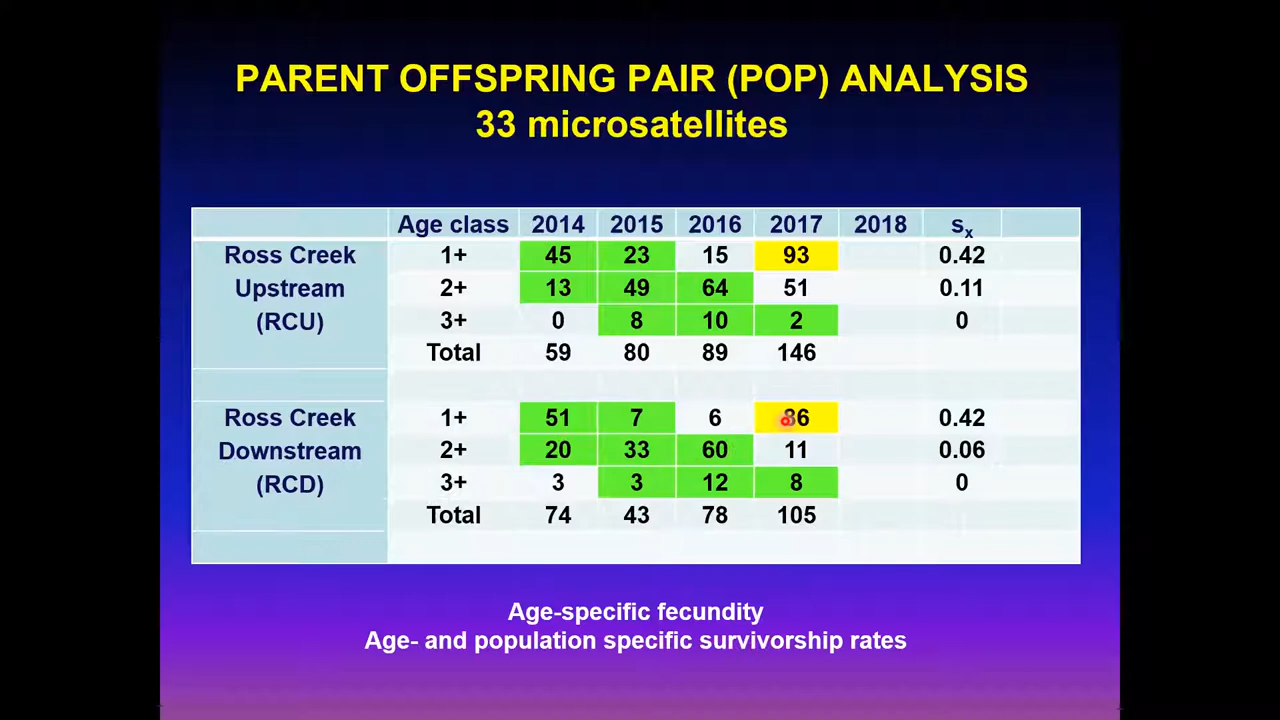 PARENT OFFSPRING PAIR (POP) ANALYSIS
33 microsatellites
Age class 2014 2015 2016 2017 2018 sx
Ross Creek 1+ 45 23 15 93 0.42
Upstream 2+ 13 49 64 51 0.11
(RCU) 3+ 0 8 10 2 0
Total 59 80 89 146
Ross Creek 1+ 51 7 6 86 0.42
Downstream 2+ 20 33 60 11 0.06
(RCD) 3+ 3 3 12 8 0
Total 74 43 78 105
Age-specific fecundity
Age- and population specific survivorship rates